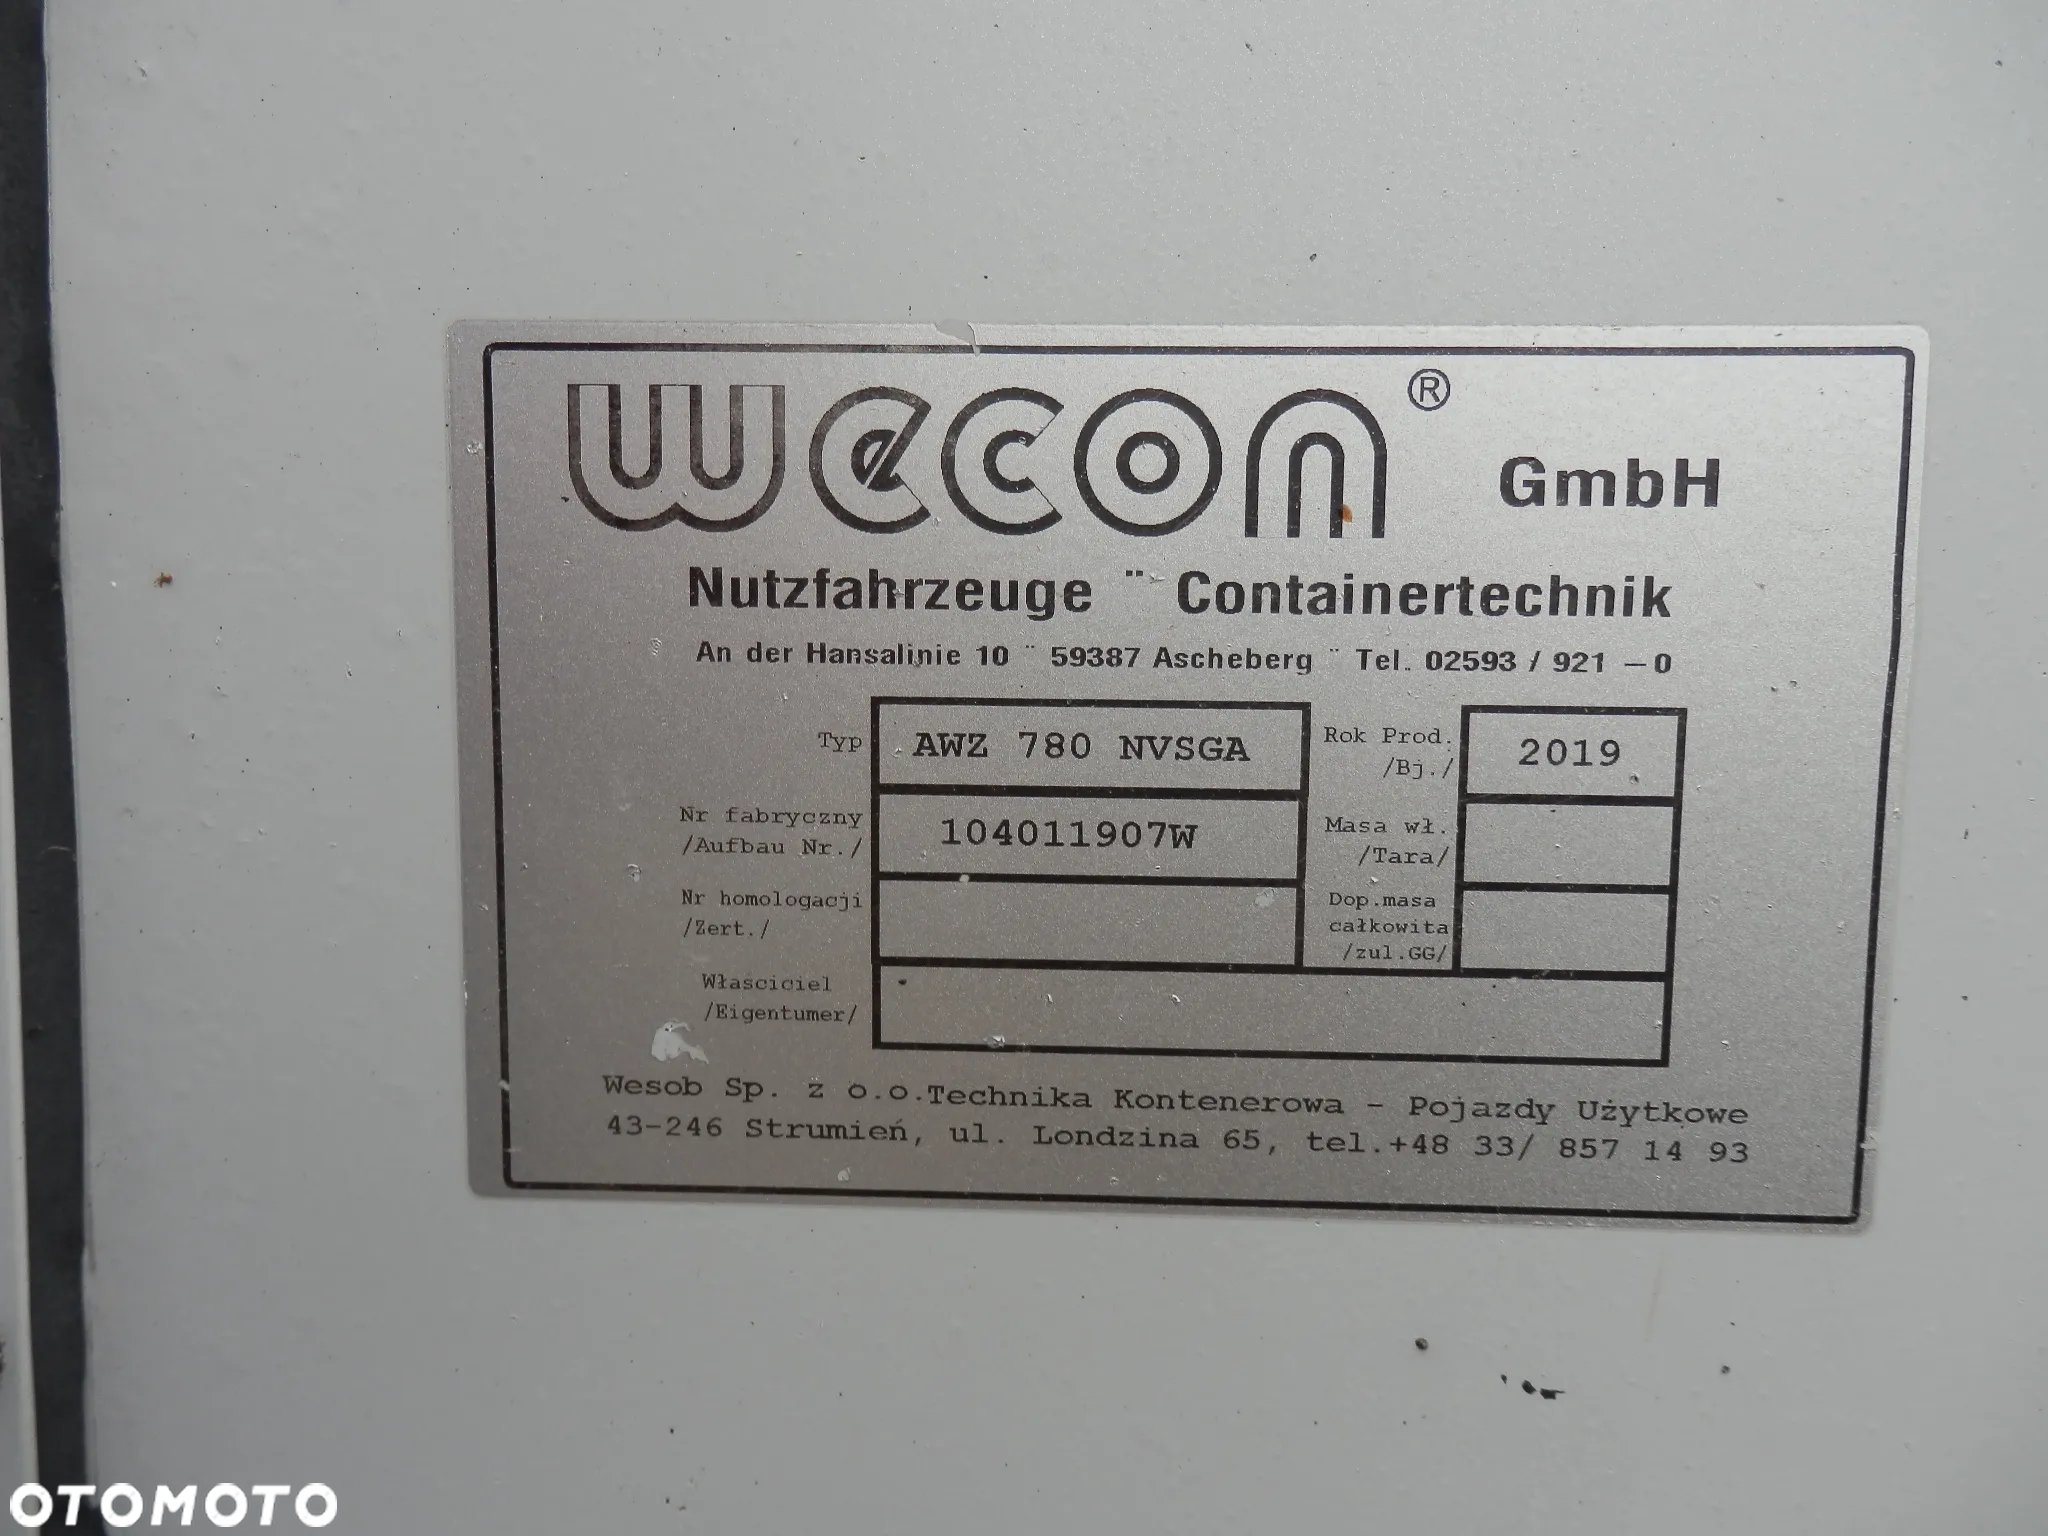 wecon® GmbH
Nutzfahrzeuge ¨ Containertechnik
An der Hansalinie 10 ¨ 59387 Ascheberg ¨ Tel. 02593 / 921 – 0
Typ
AWZ 780 NVSGA
Rok Prod.
/Bj./
2019
Nr fabryczny
/Aufbau Nr./
104011907W
Masa wł.
/Tara/
Nr homologacji
/Zert./
Dop.masa
całkowita
/zul.GG/
Własciciel
/Eigentumer/
Wesob Sp. z o.o.Technika Kontenerowa - Pojazdy Użytkowe
43-246 Strumień, ul. Londzina 65, tel.+48 33/ 857 14 93
OTOMOTO